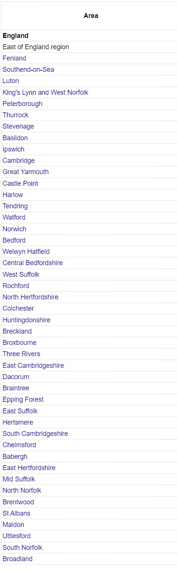 Area
England
East of England region
Fenland
Southend-on-Sea
Luton
King's Lynn and West Norfolk
Peterborough
Thurrock
Stevenage
Basildon
Ipswich
Cambridge
Great Yarmouth
Castle Point
Harlow
Tendring
Watford
Norwich
Bedford
Welwyn Hatfield
Central Bedfordshire
West Suffolk
Rochford
North Hertfordshire
Colchester
Huntingdonshire
Breckland
Broxbourne
Three Rivers
East Cambridgeshire
Dacorum
Braintree
Epping Forest
East Suffolk
Hertsmere
South Cambridgeshire
Chelmsford
Babergh
East Hertfordshire
Mid Suffolk
North Norfolk
Brentwood
St Albans
Maldon
Uttlesford
South Norfolk
Broadland